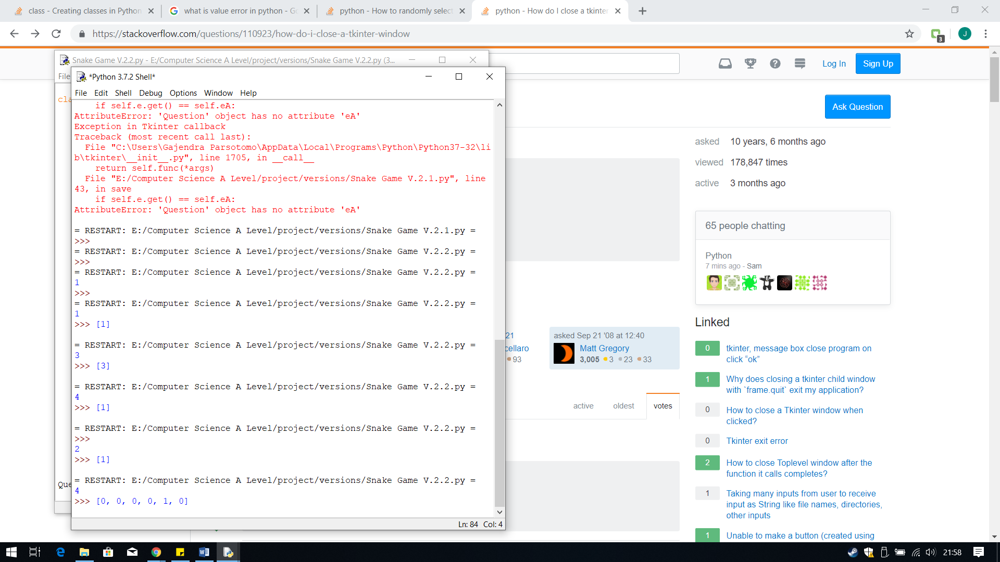 class - Creating classes in Python
what is value error in python - Go
python - How to randomly select
python - How do I close a tkinter
https://stackoverflow.com/questions/110923/how-do-i-close-a-tkinter-window
3
J
Snake Game V.2.2.py - E:/Computer Science A Level/project/versions/Snake Game V.2.2.py (3...
File
cla
Que
*Python 3.7.2 Shell*
File Edit Shell Debug Options Window Help
if self.e.get() == self.eA:
AttributeError: 'Question' object has no attribute 'eA'
Exception in Tkinter callback
Traceback (most recent call last):
File "C:\Users\Gajendra Parsotomo\AppData\Local\Programs\Python\Python37-32\li
b\tkinter\__init__.py", line 1705, in __call__
return self.func(*args)
File "E:/Computer Science A Level/project/versions/Snake Game V.2.1.py", line
43, in save
if self.e.get() == self.eA:
AttributeError: 'Question' object has no attribute 'eA'
= RESTART: E:/Computer Science A Level/project/versions/Snake Game V.2.1.py =
>>>
= RESTART: E:/Computer Science A Level/project/versions/Snake Game V.2.2.py =
>>>
= RESTART: E:/Computer Science A Level/project/versions/Snake Game V.2.2.py =
1
>>>
= RESTART: E:/Computer Science A Level/project/versions/Snake Game V.2.2.py =
1
>>> [1]
= RESTART: E:/Computer Science A Level/project/versions/Snake Game V.2.2.py =
3
>>> [3]
= RESTART: E:/Computer Science A Level/project/versions/Snake Game V.2.2.py =
4
>>> [1]
= RESTART: E:/Computer Science A Level/project/versions/Snake Game V.2.2.py =
>>>
2
>>> [1]
= RESTART: E:/Computer Science A Level/project/versions/Snake Game V.2.2.py =
4
>>> [0, 0, 0, 0, 1, 0]
Ln: 84 Col: 4
Log In
Sign Up
Ask Question
asked 10 years, 6 months ago
viewed 178,847 times
active 3 months ago
65 people chatting
Python
7 mins ago - Sam
21
cellaro
93
asked Sep 21 '08 at 12:40
Matt Gregory
3,005 3 23 33
active oldest votes
Linked
0 tkinter, message box close program on
click “ok”
1 Why does closing a tkinter child window
with `frame.quit` exit my application?
0 How to close a Tkinter window when
clicked?
0 Tkinter exit error
2 How to close Toplevel window after the
function it calls completes?
1 Taking many inputs from user to receive
input as String like file names, directories,
other inputs
1 Unable to make a button (created using
21:58